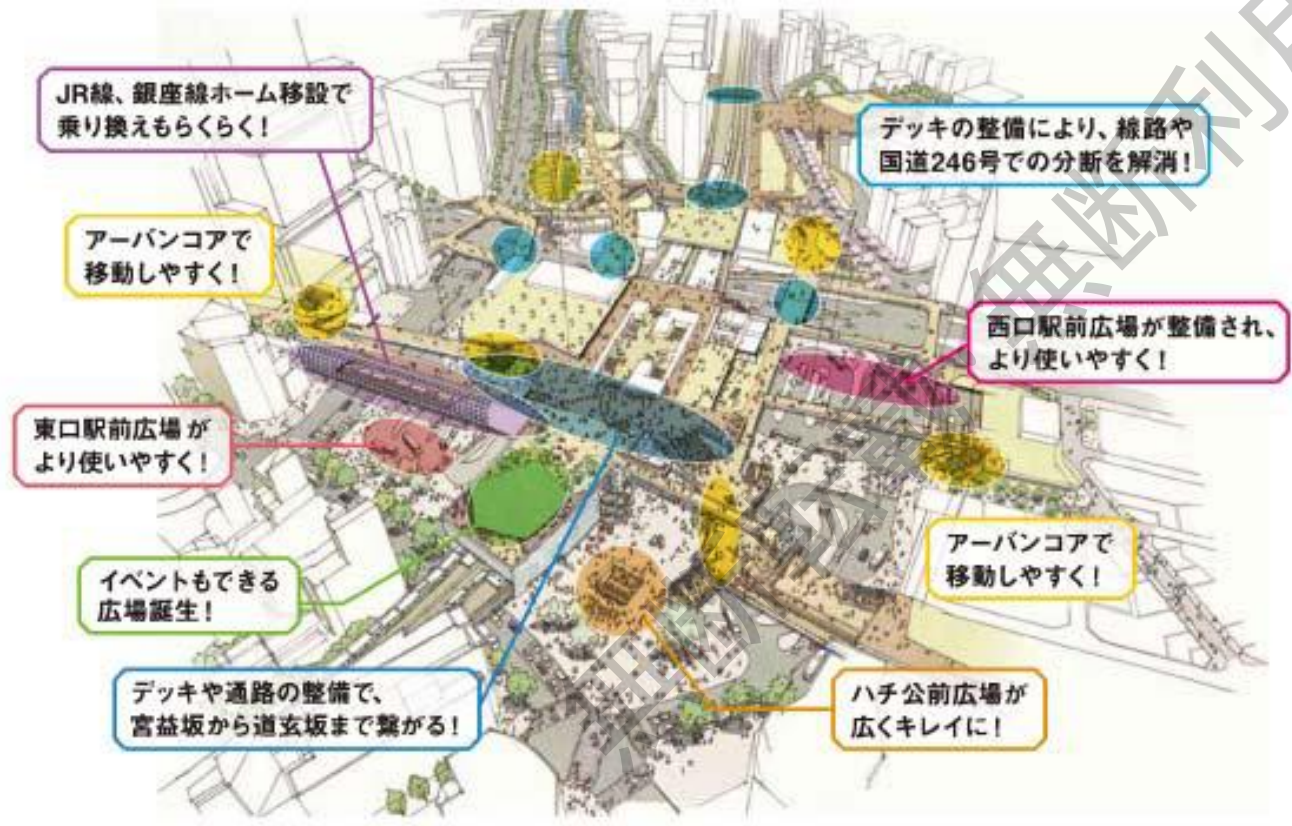 JR線、銀座線ホーム移設で
乗り換えもらくらく！
デッキの整備により、線路や
国道246号での分断を解消！
アーバンコアで
移動しやすく！
西口駅前広場が整備され、
より使いやすく！
東口駅前広場が
より使いやすく！
アーバンコアで
移動しやすく！
イベントもできる
広場誕生！
デッキや通路の整備で、
宮益坂から道玄坂まで繋がる！
ハチ公前広場が
広くキレイに！
無断利用